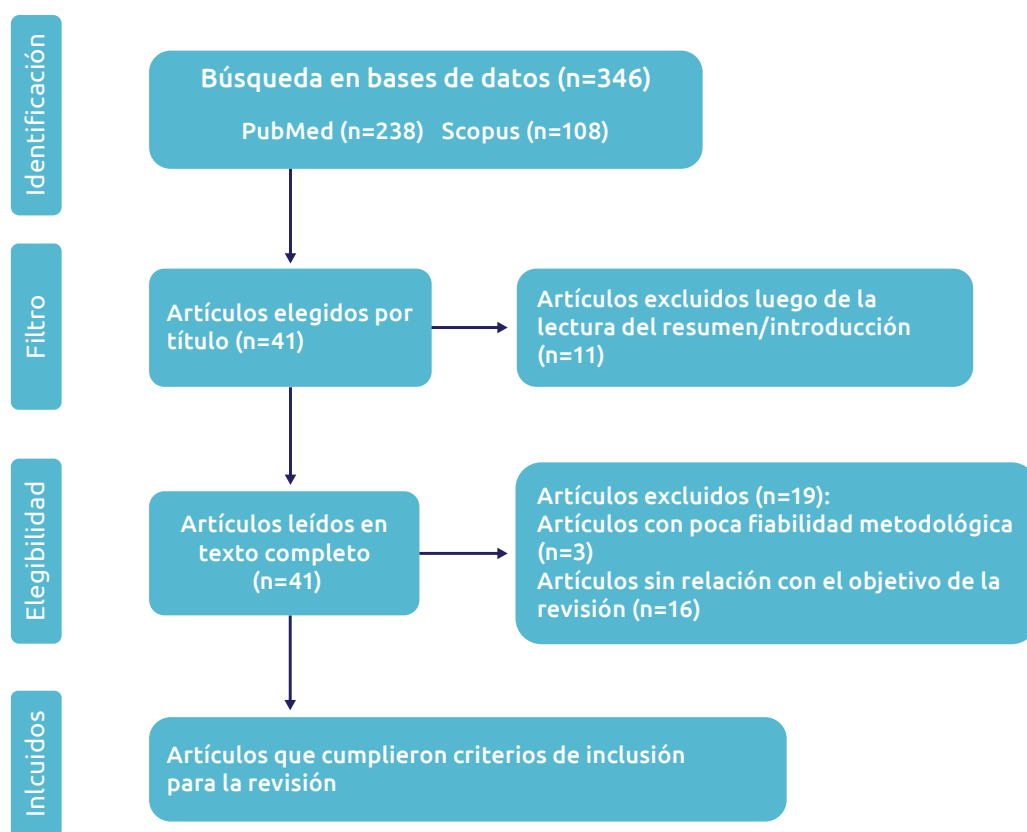 Identificación
Búsqueda en bases de datos (n=346)
PubMed (n=238) Scopus (n=108)
Filtro
Artículos elegidos por
título (n=41)
Artículos excluidos luego de la
lectura del resumen/introducción
(n=11)
Elegibilidad
Artículos leídos en
texto completo
(n=41)
Artículos excluidos (n=19):
Artículos con poca fiabilidad metodológica
(n=3)
Artículos sin relación con el objetivo de la
revisión (n=16)
Inlcuidos
Artículos que cumplieron criterios de inclusión
para la revisión